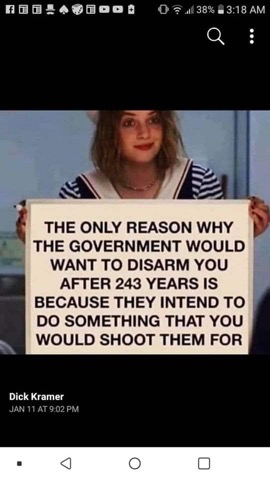 38% 3:18 AM
THE ONLY REASON WHY
THE GOVERNMENT WOULD
WANT TO DISARM YOU
AFTER 243 YEARS IS
BECAUSE THEY INTEND TO
DO SOMETHING THAT YOU
WOULD SHOOT THEM FOR
Dick Kramer
JAN 11 AT 9:02 PM